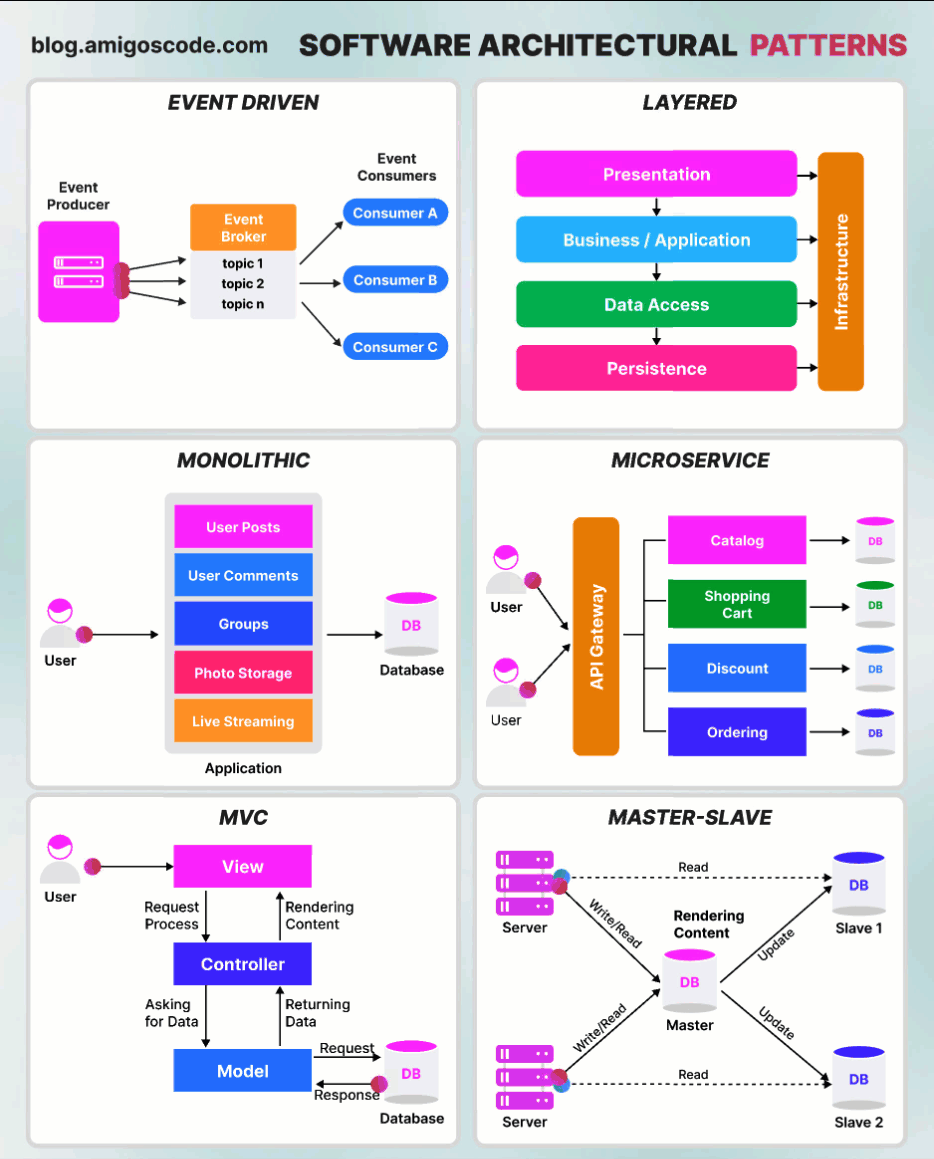 blog.amigoscode.com SOFTWARE ARCHITECTURAL PATTERNS
EVENT DRIVEN
Event
Producer
Event
Broker
topic 1
topic 2
topic n
Event
Consumers
Consumer A
Consumer B
Consumer C
LAYERED
Presentation
Business / Application
Data Access
Persistence
Infrastructure
MONOLITHIC
User
User Posts
User Comments
Groups
Photo Storage
Live Streaming
Application
DB
Database
MICROSERVICE
User
User
API Gateway
Catalog
DB
Shopping
Cart
DB
Discount
DB
Ordering
DB
MVC
User
View
Request
Process
Rendering
Content
Controller
Asking
for Data
Returning
Data
Model
Request
Response
DB
Database
MASTER-SLAVE
Server
Read
Write/Read
Rendering
Content
DB
Master
Update
DB
Slave 1
Write/Read
Update
Server
Read
DB
Slave 2